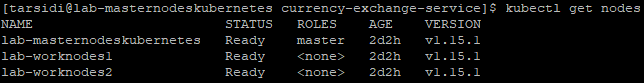 [tarsidi@lab-masternodeskubernetes currency-exchange-service]$ kubectl get nodes
NAME STATUS ROLES AGE VERSION
lab-masternodeskubernetes Ready master 2d2h v1.15.1
lab-worknodes1 Ready <none> 2d2h v1.15.1
lab-worknodes2 Ready <none> 2d2h v1.15.1